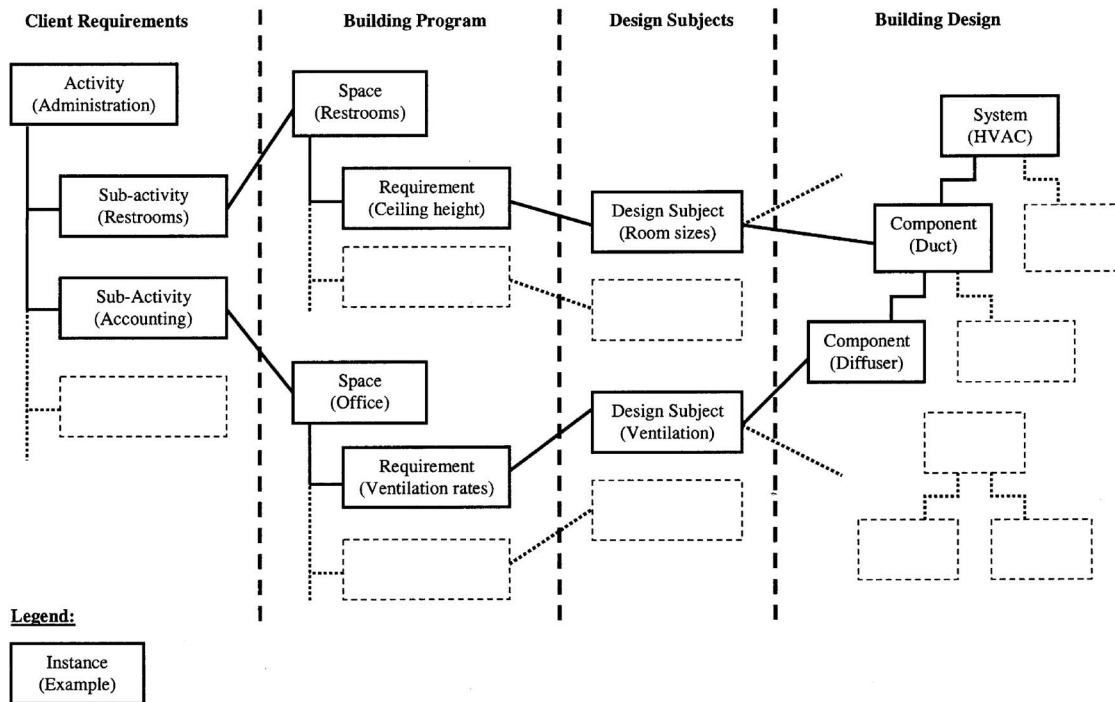 Client Requirements
Building Program
Design Subjects
Building Design
Activity
(Administration)
Sub-activity
(Restrooms)
Sub-Activity
(Accounting)
Space
(Restrooms)
Requirement
(Ceiling height)
Space
(Office)
Requirement
(Ventilation rates)
Design Subject
(Room sizes)
Design Subject
(Ventilation)
System
(HVAC)
Component
(Duct)
Component
(Diffuser)
Legend:
Instance
(Example)